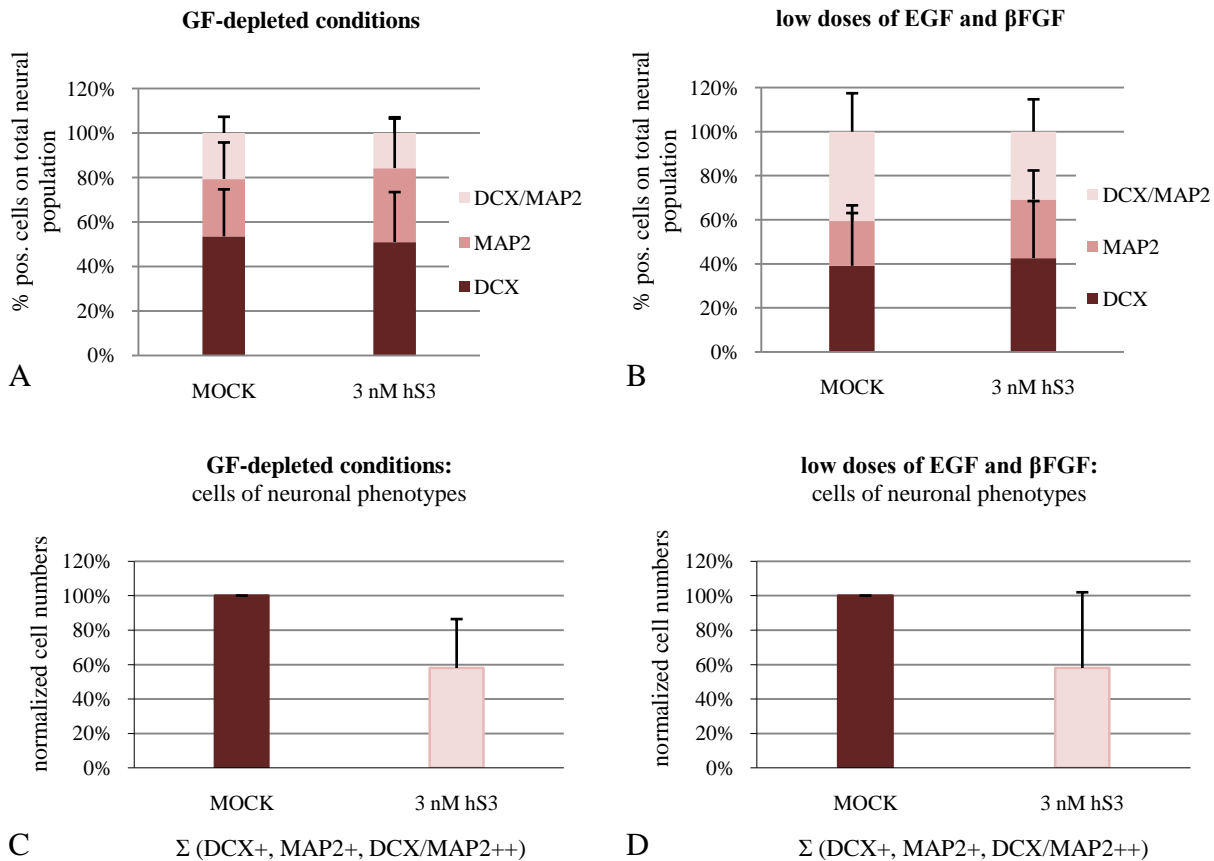 GF-depleted conditions
% pos. cells on total neural
population
120%
100%
80%
60%
40%
20%
0%
MOCK
3 nM hS3
DCX/MAP2
MAP2
DCX
A
low doses of EGF and βFGF
% pos. cells on total neural
population
120%
100%
80%
60%
40%
20%
0%
MOCK
3 nM hS3
DCX/MAP2
MAP2
DCX
B
GF-depleted conditions:
cells of neuronal phenotypes
normalized cell numbers
120%
100%
80%
60%
40%
20%
0%
MOCK
3 nM hS3
C
Σ (DCX+, MAP2+, DCX/MAP2++)
low doses of EGF and βFGF:
cells of neuronal phenotypes
normalized cell numbers
120%
100%
80%
60%
40%
20%
0%
MOCK
3 nM hS3
D
Σ (DCX+, MAP2+, DCX/MAP2++)